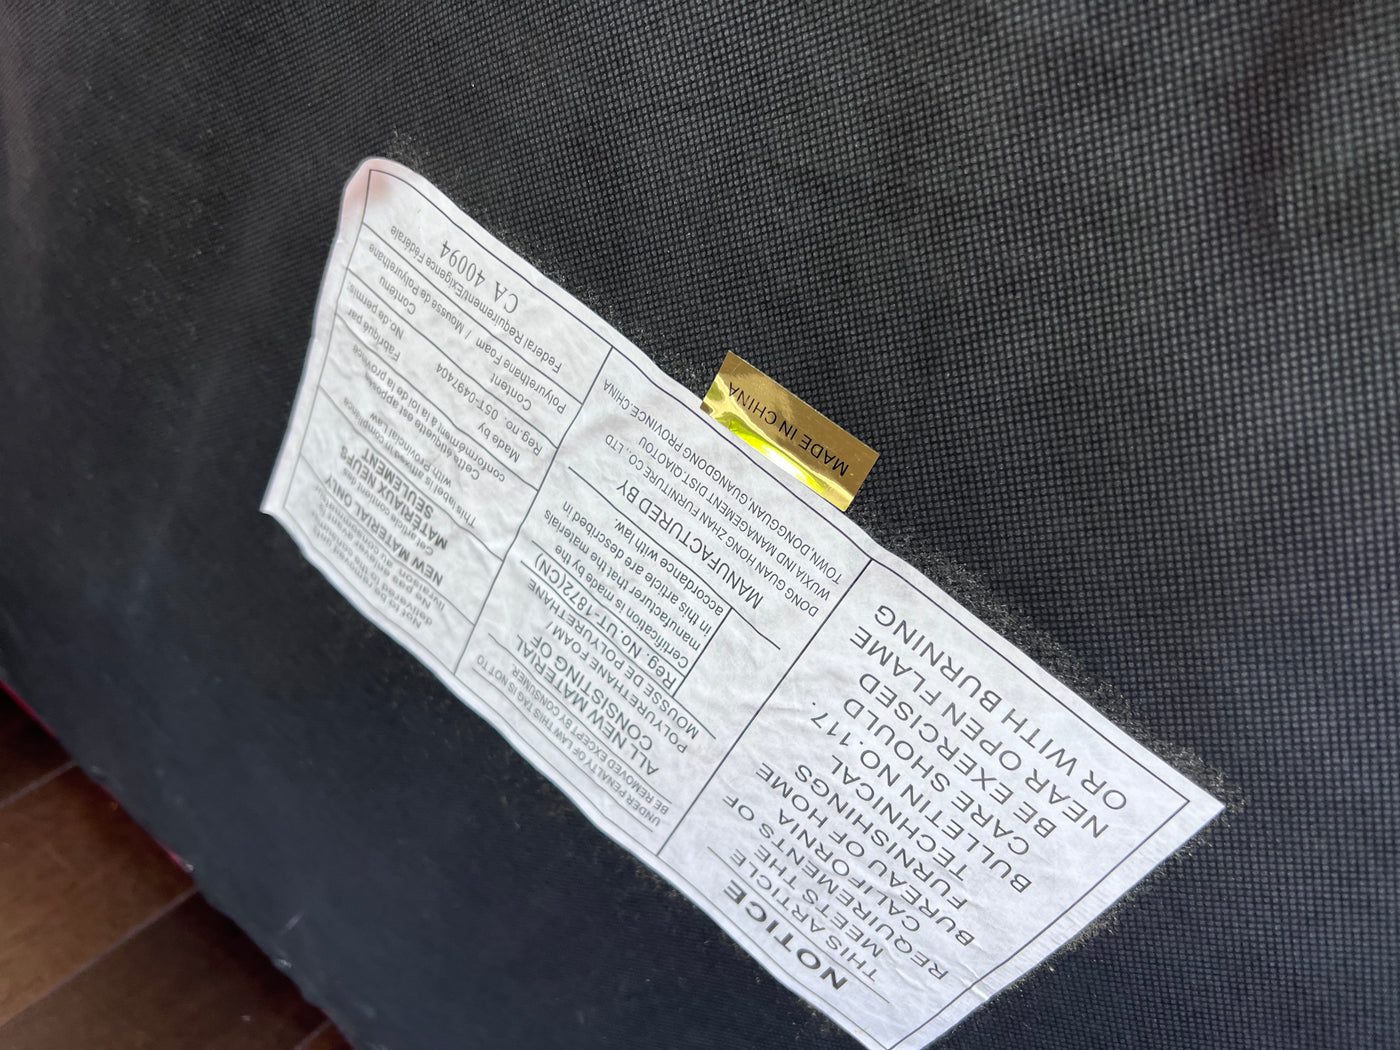 NOTICE
THIS ARTICLE
MEETS THE
REQUIREMENTS OF
CALIFORNIA
BUREAU OF HOME
FURNISHINGS
TECHNICAL
BULLETIN NO.117.
CARE SHOULD
BE EXERCISED
NEAR OPEN FLAME
OR WITH BURNING
UNDER PENALTY OF LAW THIS TAG IS NOT TO
BE REMOVED EXCEPT BY CONSUMER
ALL NEW MATERIAL
CONSISTING OF
POLYURETHANE FOAM /
MOUSSE DE POLYURETHANE
Reg. No. UT-18722(CN)
Certification is made by the
manufacturer that the materials
in this article are described in
accordance with law.
MANUFACTURED BY
DONG GUAN HONG ZHAN FURNITURE CO., LTD
WUXIA IND MANAGEMENT DIST.QIAOTOU
TOWN,DONGGUAN, GUANGDONG PROVINCE.CHINA
Not to be removed
NEW MATERIAL ONLY
MATERIAUX NEUFS
SEULEMENT
This label is affixed in compliance
with Provincial Law
Cette étiquette est apposée
conformément à la loi de la province
Made by Fabriqué par:
Reg.no. 05T-0497404 No.de permis:
Content Contenu
Polyurethane Foam / Mousse de Polyurethane
Federal Requirement/Exigence Fédérale
CA 40094
MADE IN CHINA